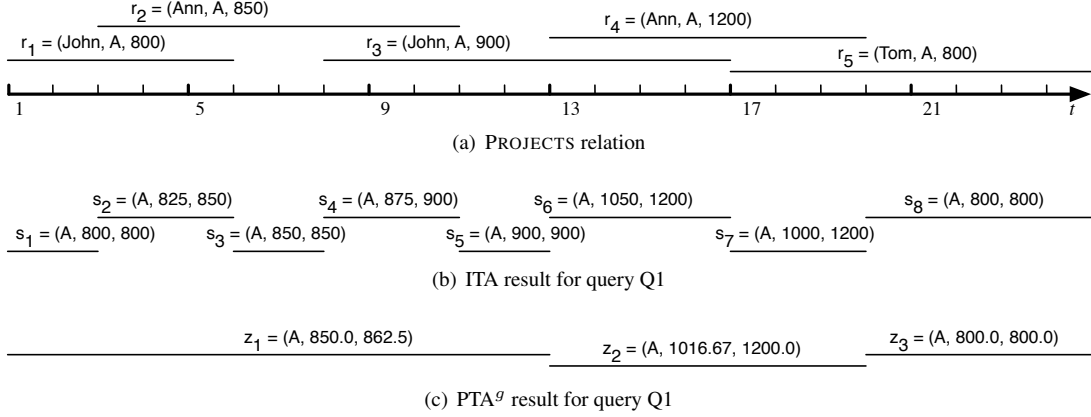 r2 = (Ann, A, 850)
r4 = (Ann, A, 1200)
r1 = (John, A, 800)
r3 = (John, A, 900)
r5 = (Tom, A, 800)
1 5 9 13 17 21 t
(a) PROJECTS relation
s2 = (A, 825, 850)
s4 = (A, 875, 900)
s6 = (A, 1050, 1200)
s8 = (A, 800, 800)
s1 = (A, 800, 800)
s3 = (A, 850, 850)
s5 = (A, 900, 900)
s7 = (A, 1000, 1200)
(b) ITA result for query Q1
z1 = (A, 850.0, 862.5)
z2 = (A, 1016.67, 1200.0)
z3 = (A, 800.0, 800.0)
(c) PTAg result for query Q1